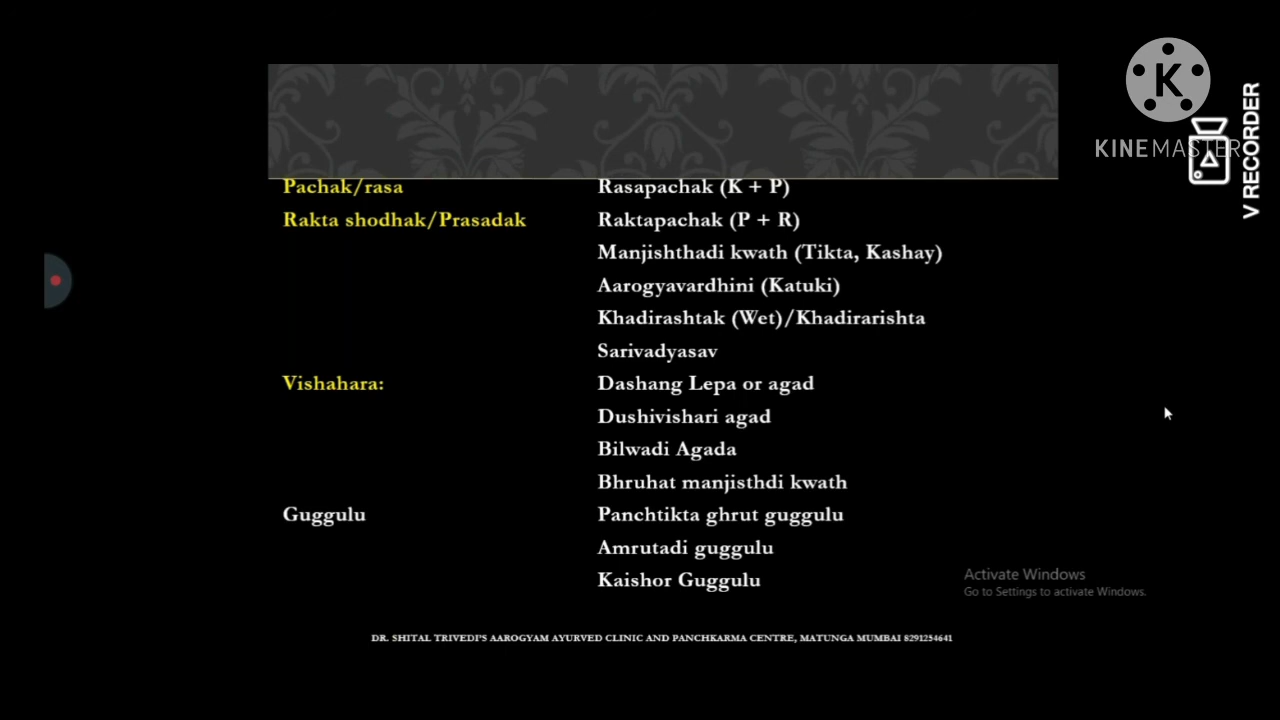 KINEMASTER
V RECORDER
Pachak/rasa Rasapachak (K + P)
Rakta shodhak/Prasadak Raktapachak (P + R)
Manjishthadi kwath (Tikta, Kashay)
Aarogyavardhini (Katuki)
Khadirashtak (Wet)/Khadirarishta
Sarivadyasav
Vishahara: Dashang Lepa or agad
Dushivishari agad
Bilwadi Agada
Bhruhat manjisthdi kwath
Guggulu Panchtikta ghrut guggulu
Amrutadi guggulu
Kaishor Guggulu
Activate Windows
Go to Settings to activate Windows.
DR. SHITAL TRIVEDI'S AAROGYAM AYURVED CLINIC AND PANCHKARMA CENTRE, MATUNGA MUMBAI 8291254641